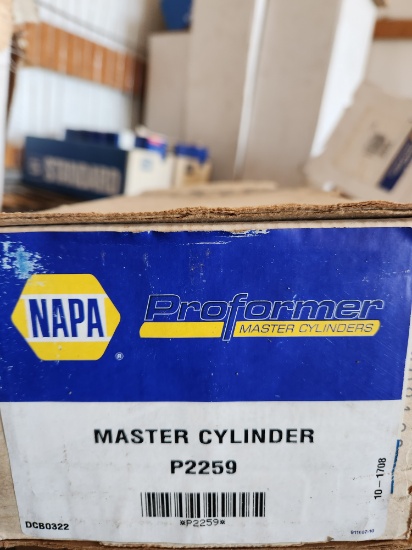 STANDARD
NAPA
®
Proformer
MASTER CYLINDERS
MASTER CYLINDER
P2259
*P2259*
DCB0322
10-1708